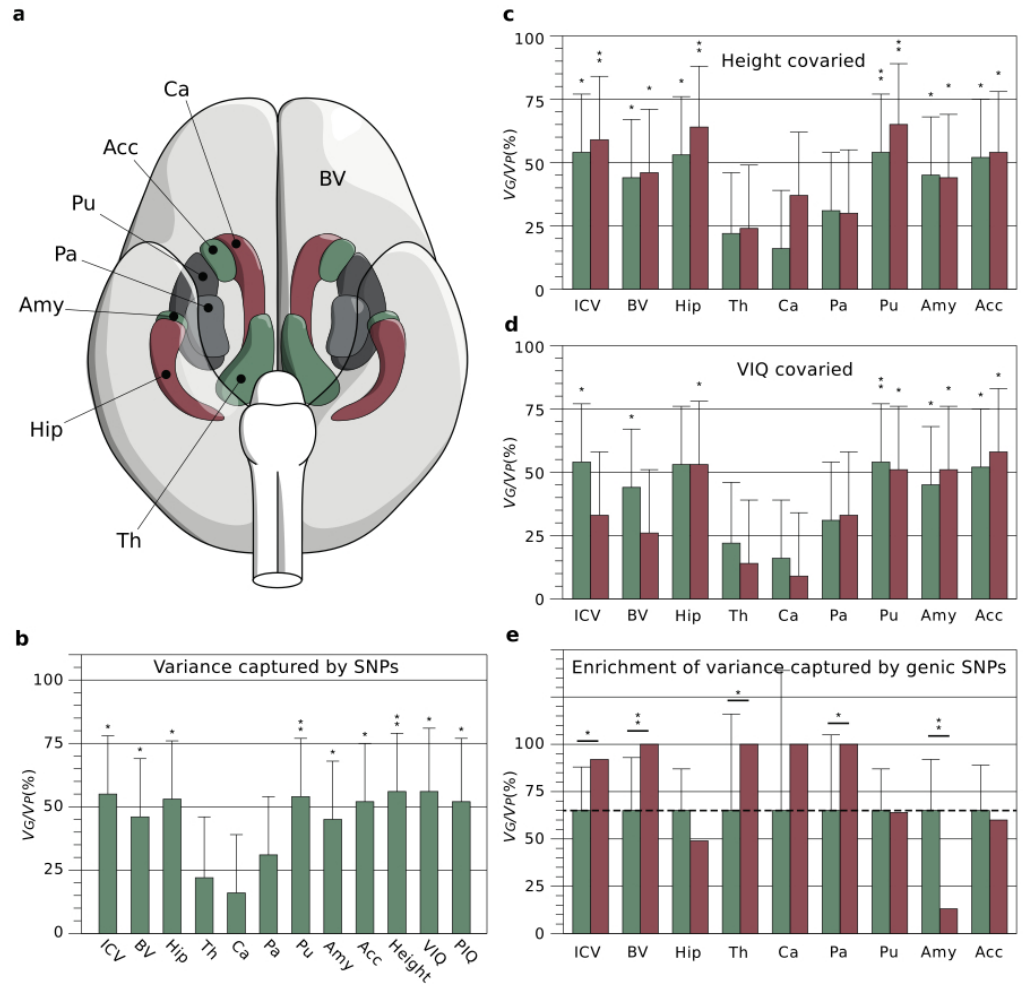 a
Ca
Acc
BV
Pu
Pa
Amy
Hip
Th
b
Variance captured by SNPs
VG/VP(%)
100
75
50
25
0
* * * ** * * ** * *
ICV BV Hip Th Ca Pa Pu Amy Acc Height VIQ PIQ
c
Height covaried
VG/VP(%)
100
75
50
25
0
* ** * * * ** ** ** * * * *
ICV BV Hip Th Ca Pa Pu Amy Acc
d
VIQ covaried
VG/VP(%)
100
75
50
25
0
* * * ** * * * * *
ICV BV Hip Th Ca Pa Pu Amy Acc
e
Enrichment of variance captured by genic SNPs
VG/VP(%)
100
75
50
25
0
* ** * * **
ICV BV Hip Th Ca Pa Pu Amy Acc